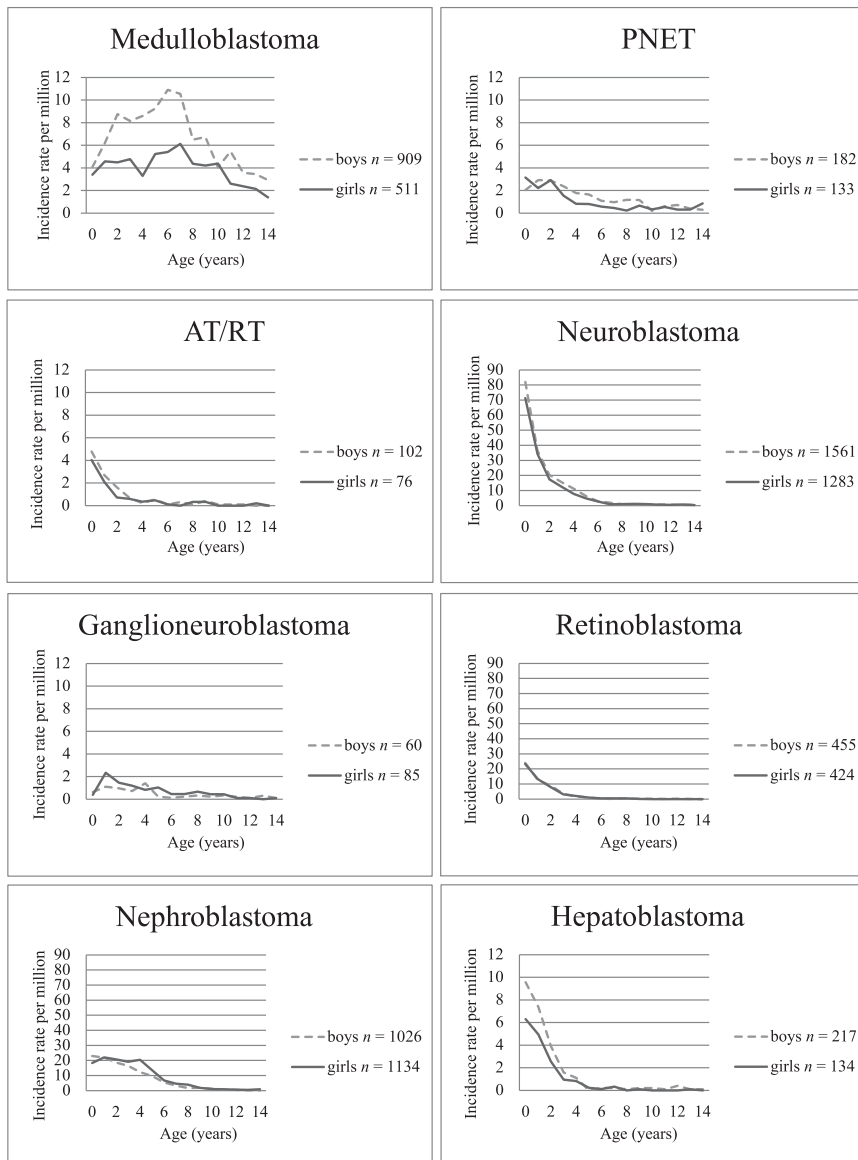 Medulloblastoma
Incidence rate per million
12
10
8
6
4
2
0
0 2 4 6 8 10 12 14
Age (years)
boys n = 909
girls n = 511
PNET
Incidence rate per million
12
10
8
6
4
2
0
0 2 4 6 8 10 12 14
Age (years)
boys n = 182
girls n = 133
AT/RT
Incidence rate per million
12
10
8
6
4
2
0
0 2 4 6 8 10 12 14
Age (years)
boys n = 102
girls n = 76
Neuroblastoma
Incidence rate per million
90
80
70
60
50
40
30
20
10
0
0 2 4 6 8 10 12 14
Age (years)
boys n = 1561
girls n = 1283
Ganglioneuroblastoma
Incidence rate per million
12
10
8
6
4
2
0
0 2 4 6 8 10 12 14
Age (years)
boys n = 60
girls n = 85
Retinoblastoma
Incidence rate per million
90
80
70
60
50
40
30
20
10
0
0 2 4 6 8 10 12 14
Age (years)
boys n = 455
girls n = 424
Nephroblastoma
Incidence rate per million
90
80
70
60
50
40
30
20
10
0
0 2 4 6 8 10 12 14
Age (years)
boys n = 1026
girls n = 1134
Hepatoblastoma
Incidence rate per million
12
10
8
6
4
2
0
0 2 4 6 8 10 12 14
Age (years)
boys n = 217
girls n = 134